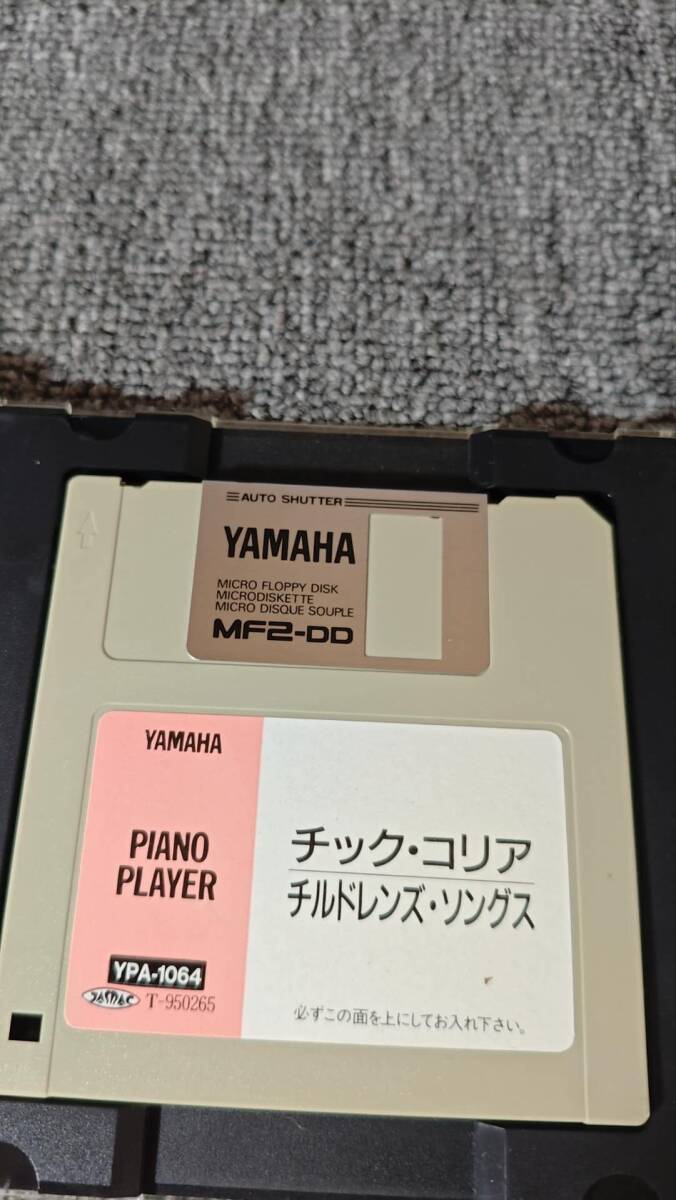 AUTO SHUTTER
YAMAHA
MICRO FLOPPY DISK
MICRODISKETTE
MICRO DISQUE SOUPLE
MF2-DD
YAMAHA
PIANO
PLAYER
YPA-1064
JASRAC T-950265
チック・コリア
チルドレンズ・ソングス
必ずこの面を上にしてお入れ下さい。